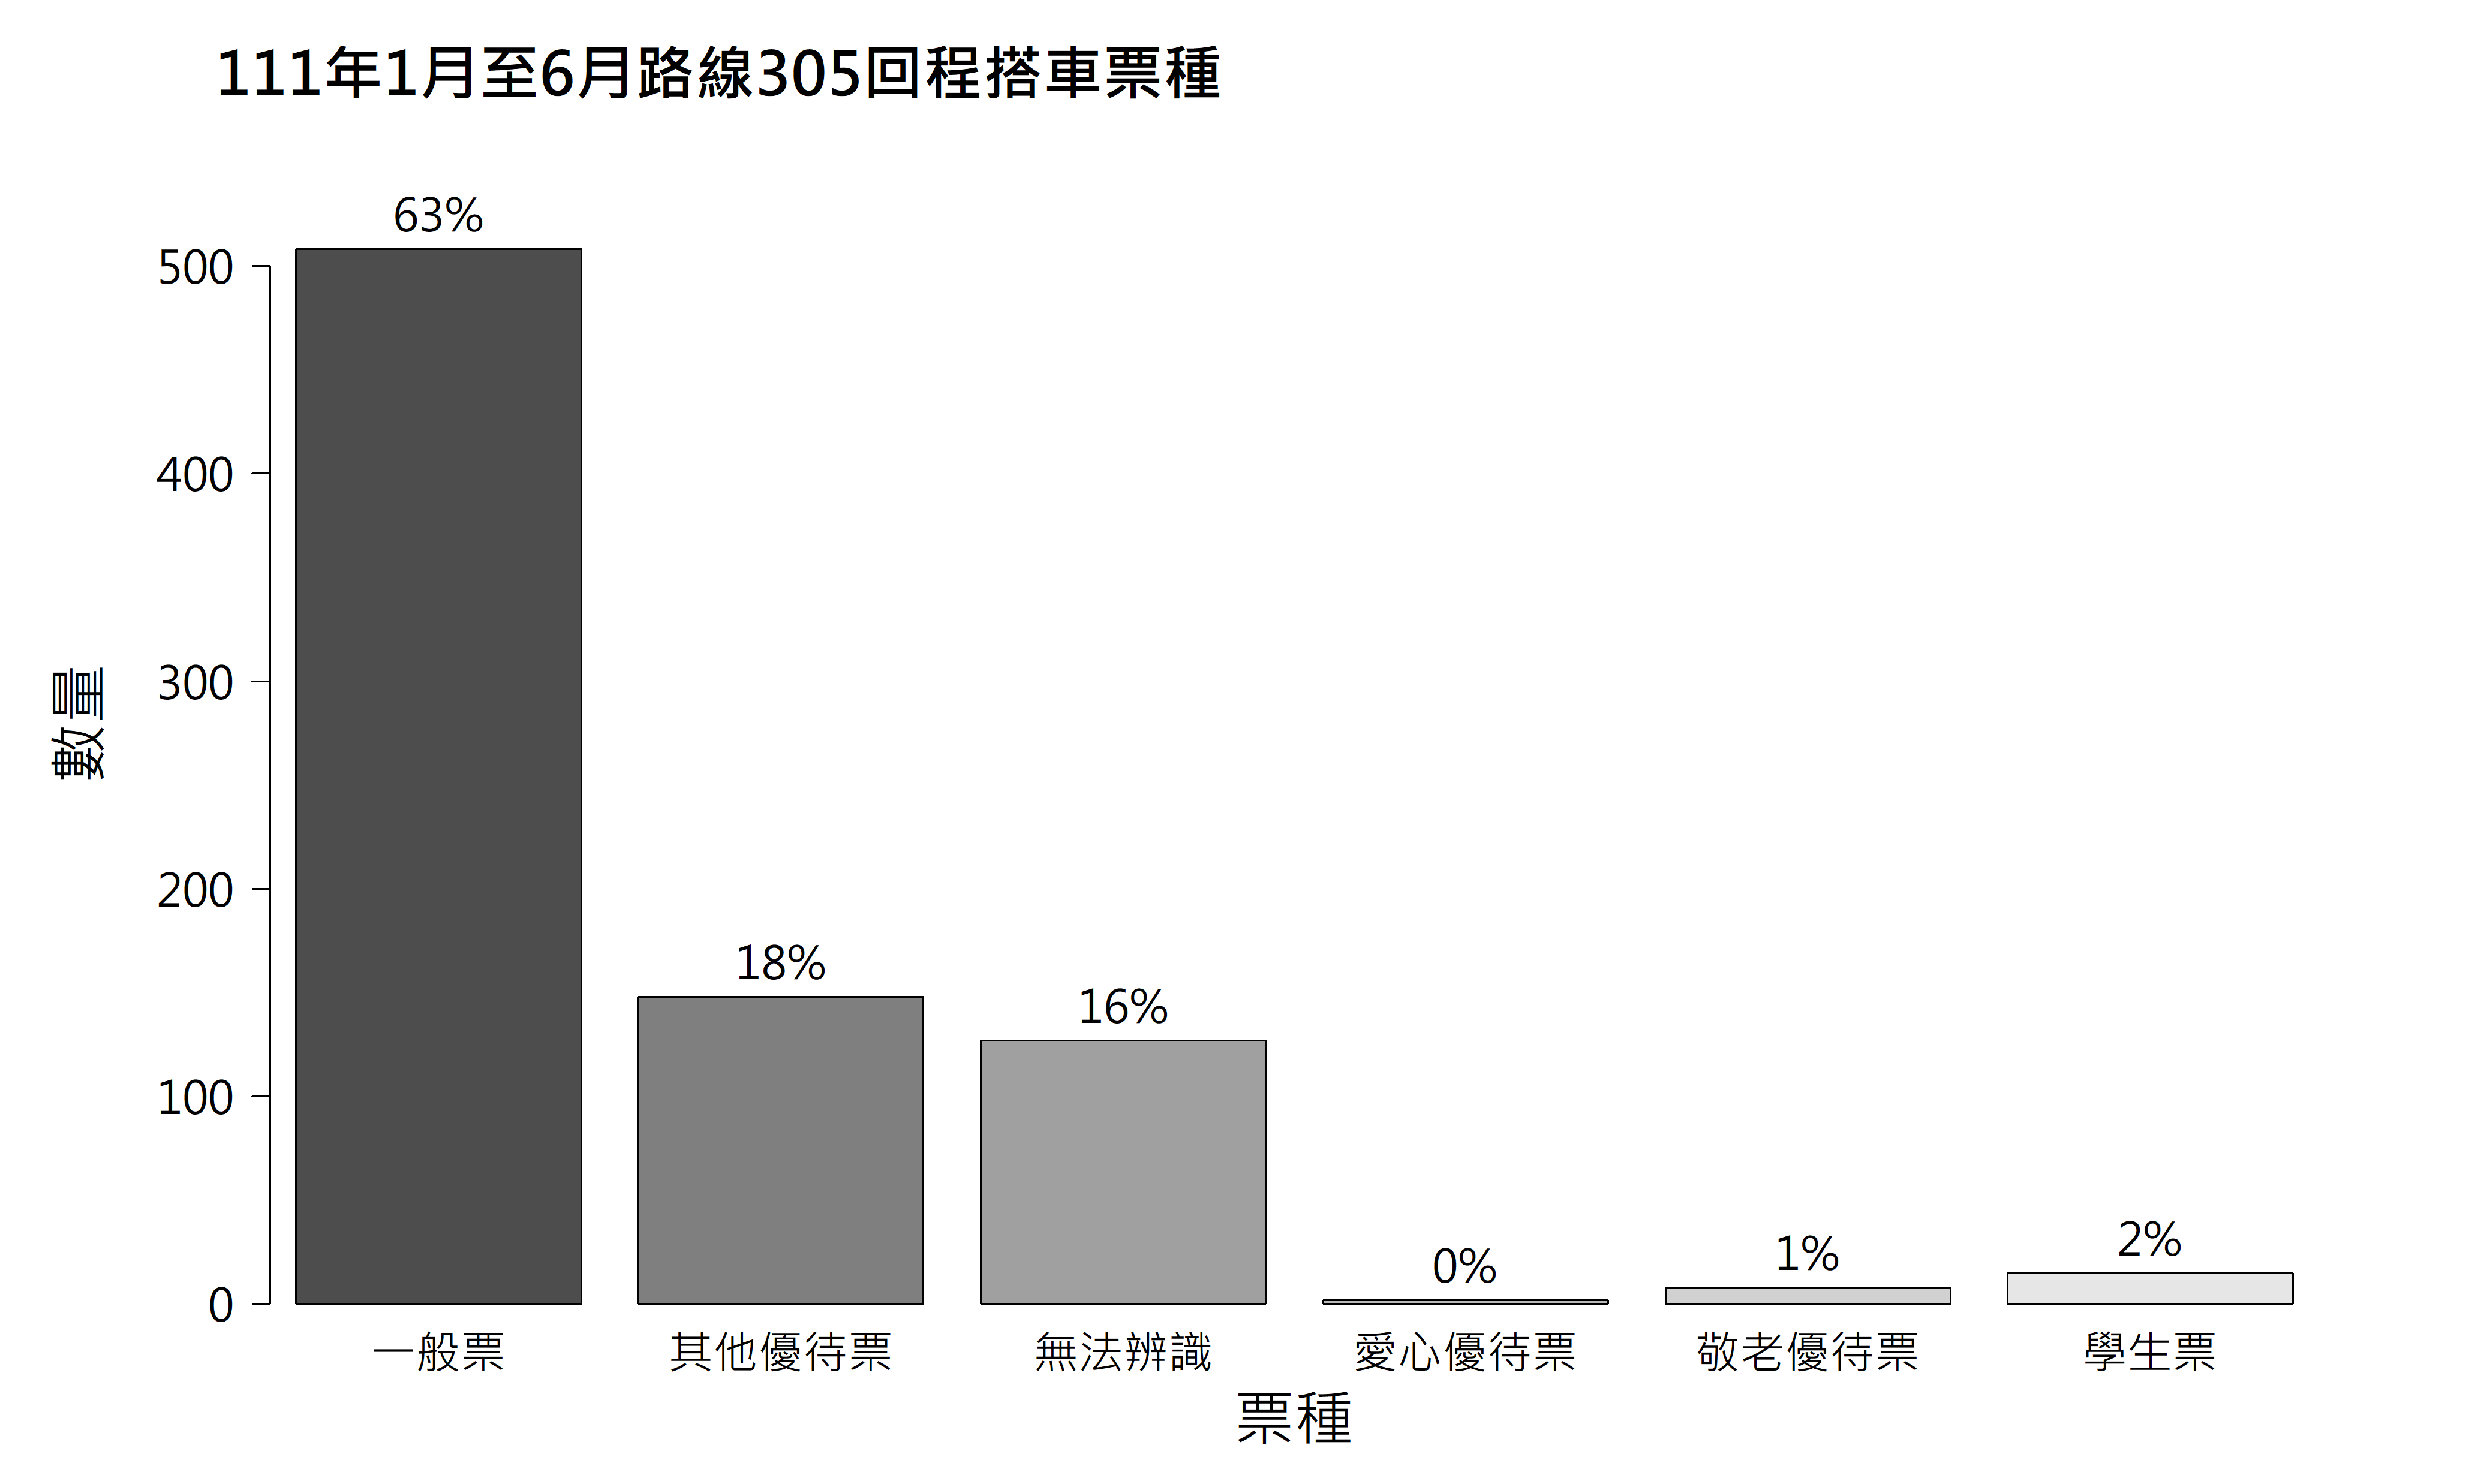 111年1月至6月路線305回程搭車票種
63%
500
400
300
200
100
0
數量
18%
16%
0%
1%
2%
一般票
其他優待票
無法辨識
愛心優待票
敬老優待票
學生票
票種